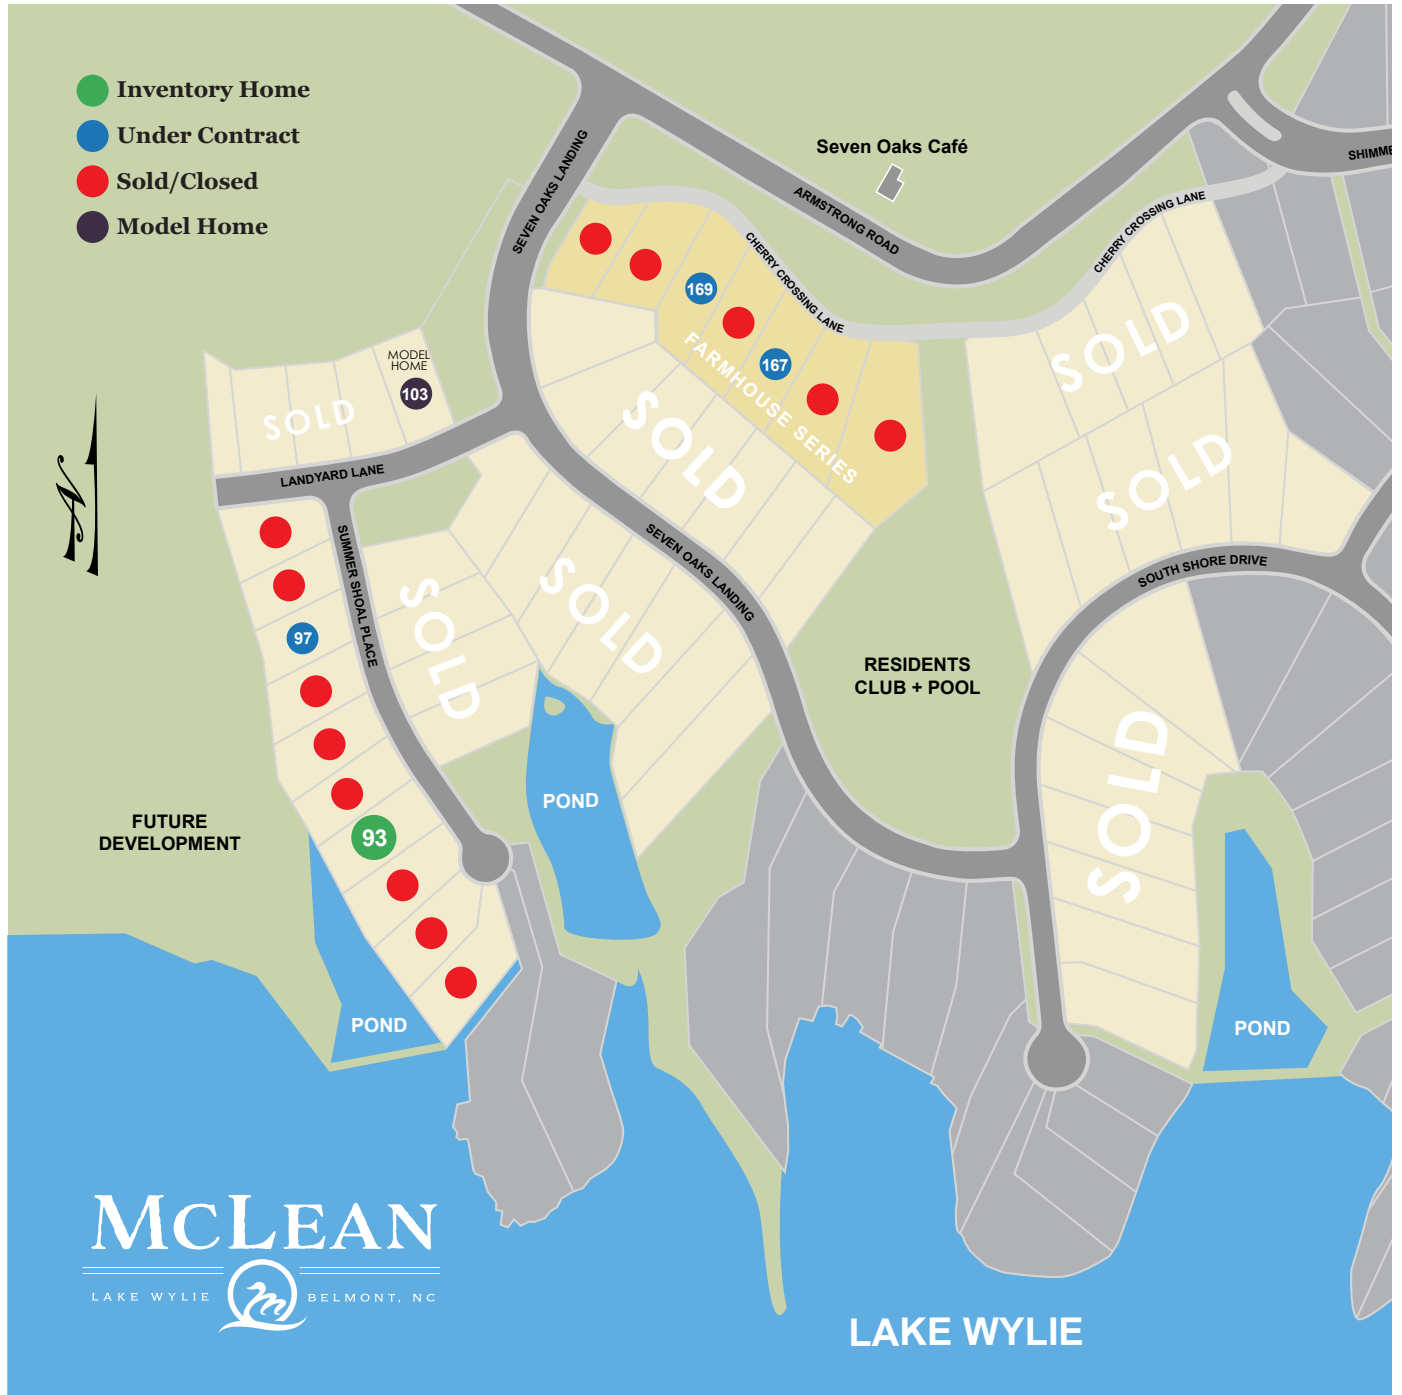 Inventory Home
Under Contract
Sold/Closed
Model Home
Seven Oaks Café
SEVEN OAKS LANDING
ARMSTRONG ROAD
CHERRY CROSSING LANE
CHERRY CROSSING LANE
SHIMME
169
167
FARMHOUSE SERIES
MODEL
HOME
103
SOLD
SOLD
SOLD
SOLD
LANDYARD LANE
SUMMER SHOAL PLACE
SEVEN OAKS LANDING
SOUTH SHORE DRIVE
SOLD
SOLD
97
RESIDENTS
CLUB + POOL
SOLD
POND
FUTURE
DEVELOPMENT
93
POND
POND
MCLEAN
LAKE WYLIE
BELMONT, NC
LAKE WYLIE